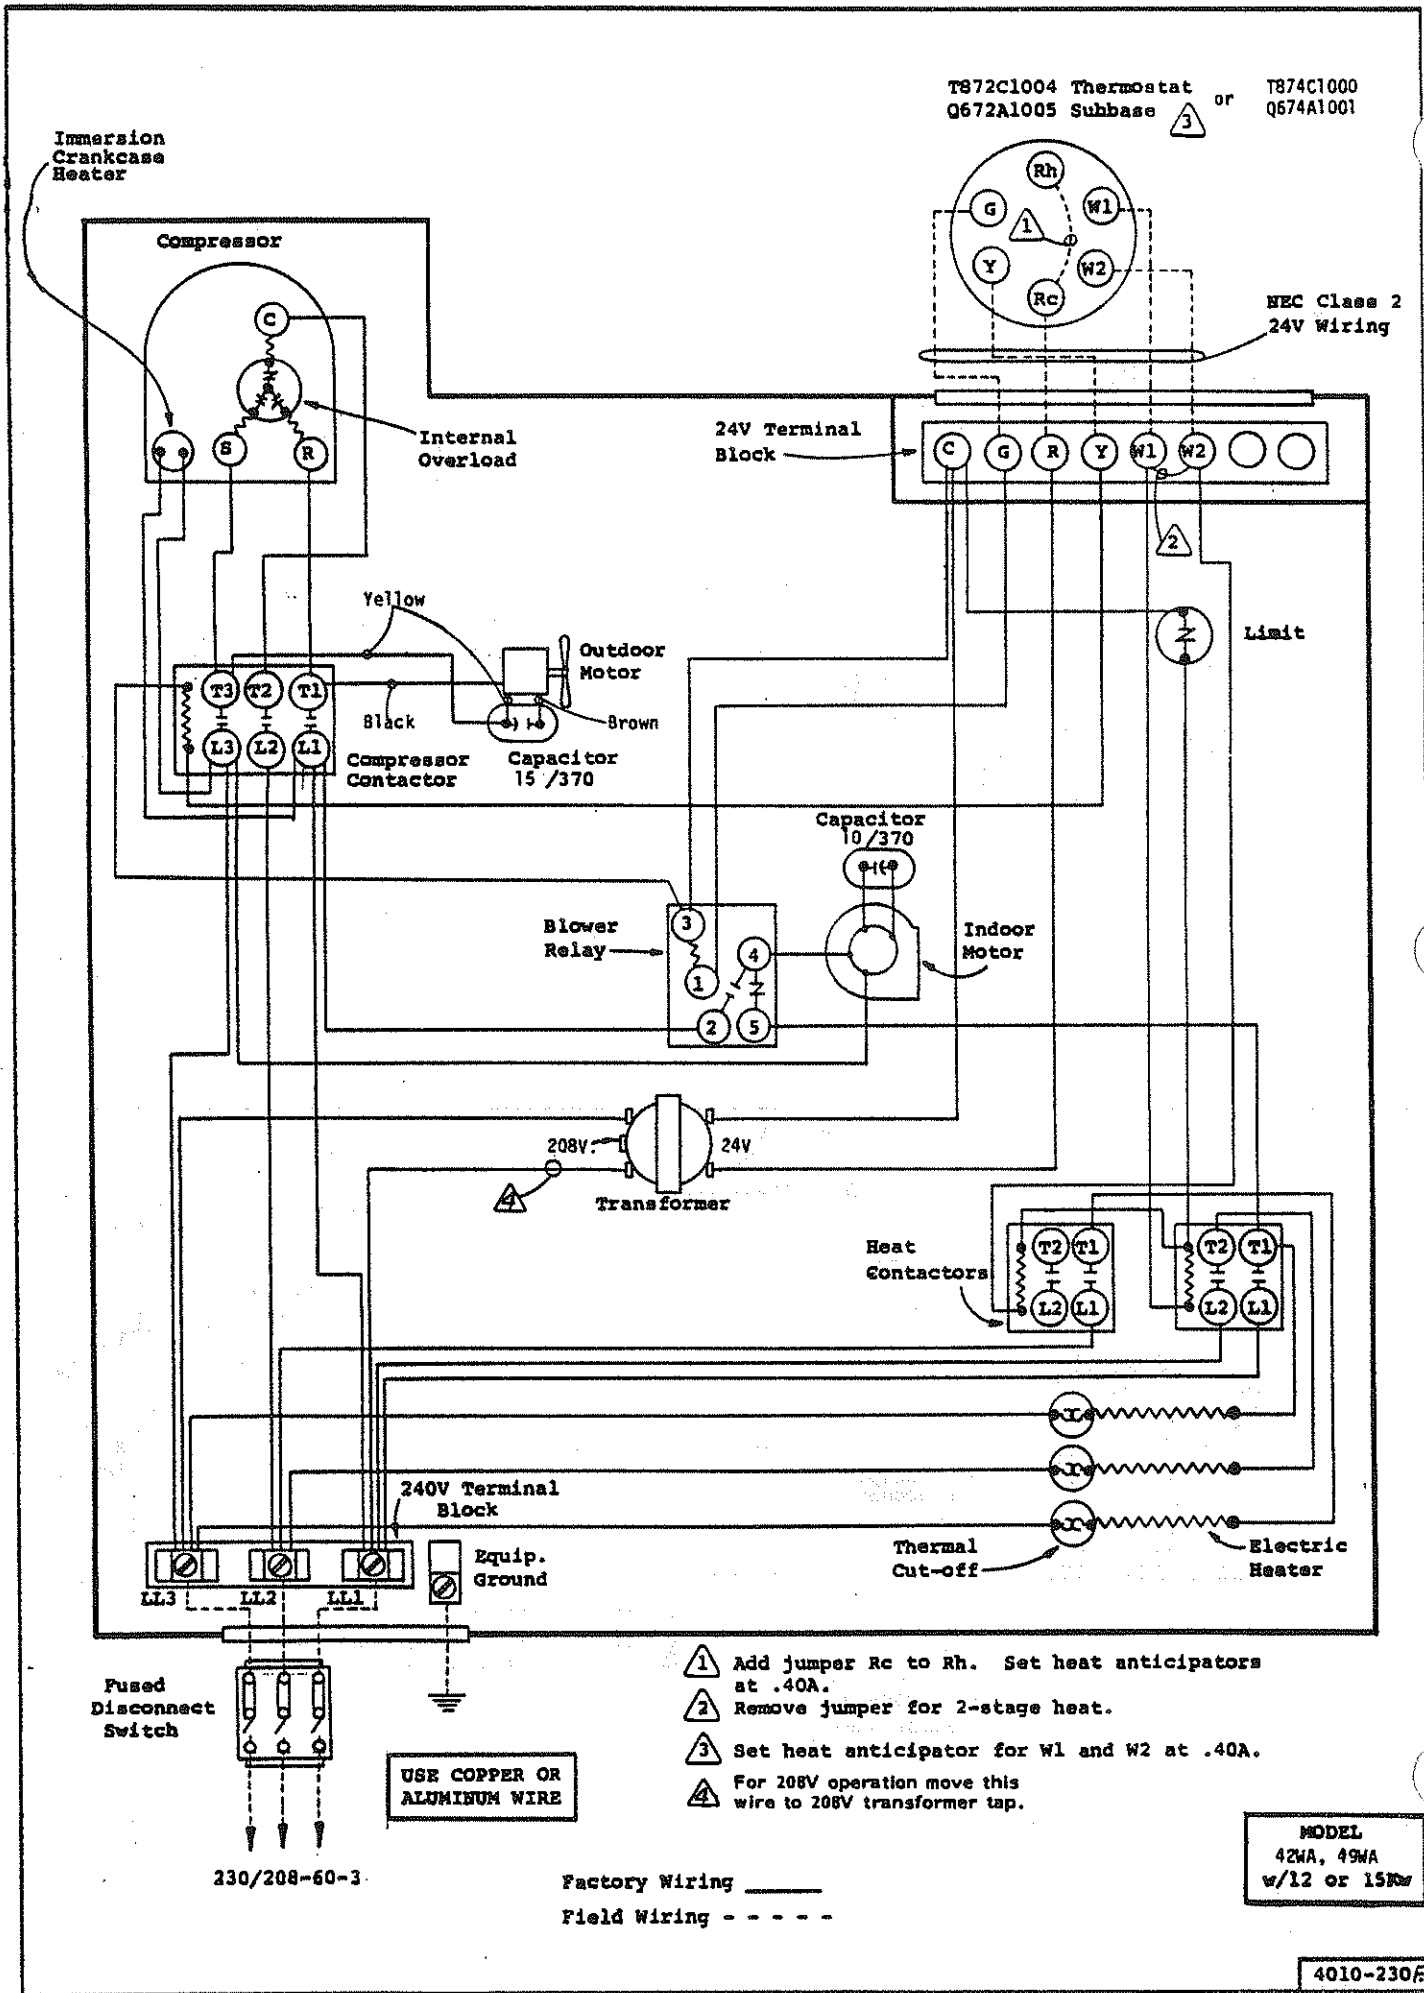 T872C1004 Thermostat or T874C1000
Q672A1005 Subbase 3 Q674A1001
Immersion
Crankcase
Heater
Rh
G
W1
1
Y
W2
Rc
Compressor
NEC Class 2
24V Wiring
C
Internal
Overload
S
R
24V Terminal
Block
C G R Y W1 W2
2
Limit
Yellow
Outdoor
Motor
Black
Brown
T3 T2 T1
L3 L2 L1
Compressor
Contactor
Capacitor
15 /370
Capacitor
10/370
Blower
Relay
3
4
1
2
5
Indoor
Motor
208V.
24V
4
Transformer
Heat
Contactors
T2 T1
L2 L1
T2 T1
L2 L1
240V Terminal
Block
Thermal
Cut-off
Electric
Heater
Equip.
Ground
LL3 LL2 LL1
Fused
Disconnect
Switch
230/208-60-3
USE COPPER OR
ALUMINUM WIRE
1 Add jumper Rc to Rh. Set heat anticipators
at .40A.
2 Remove jumper for 2-stage heat.
3 Set heat anticipator for W1 and W2 at .40A.
4 For 208V operation move this
wire to 208V transformer tap.
Factory Wiring
Field Wiring
MODEL
42WA, 49WA
w/12 or 15KW
4010-230